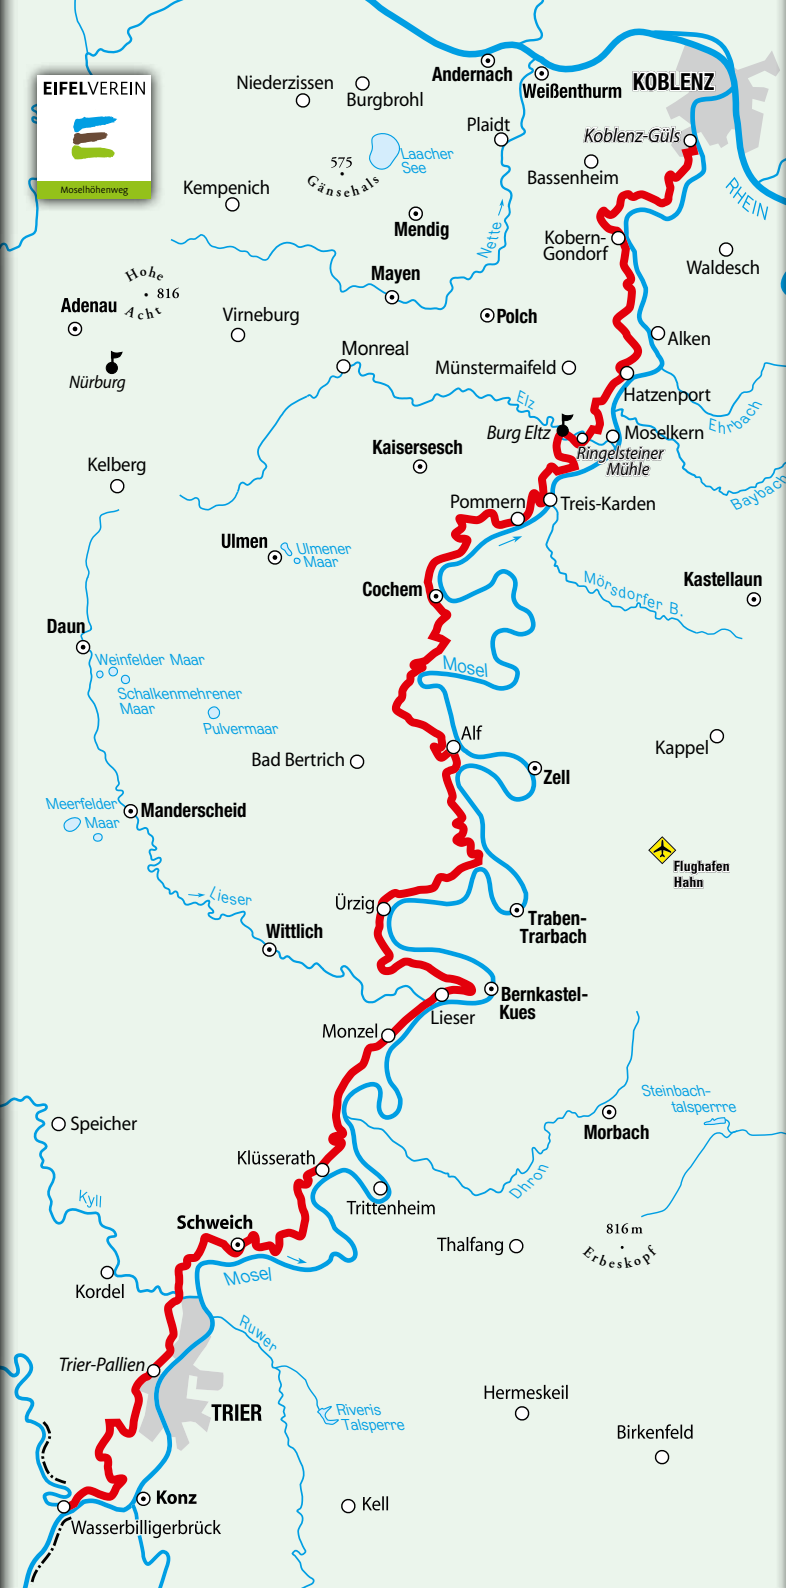 EIFELVEREIN
Moselhöhenweg
Niederzissen
Burgbrohl
Andernach
Weißenthurm
KOBLENZ
Plaidt
Koblenz-Güls
Laacher
See
575
Gänsehals
Bassenheim
RHEIN
Kempenich
Mendig
Nette
Kobern-
Gondorf
Waldesch
Hohe
816
Acht
Mayen
Adenau
Virneburg
Polch
Alken
Monreal
Münstermaifeld
Nürburg
Hatzenport
Elz
Ehrbach
Burg Eltz
Moselkern
Ringelsteiner
Mühle
Kaisersesch
Kelberg
Baybach
Pommern
Treis-Karden
Ulmen
Ulmener
Maar
Cochem
Mörsdorfer B.
Kastellaun
Daun
Weinfelder Maar
Mosel
Schalkenmehrener
Maar
Pulvermaar
Alf
Kappel
Bad Bertrich
Zell
Meerfelder
Maar
Manderscheid
Flughafen
Hahn
Lieser
Ürzig
Traben-
Trarbach
Wittlich
Bernkastel-
Kues
Lieser
Monzel
Steinbach-
talsperrre
Speicher
Morbach
Klüsserath
Dhron
Kyll
Trittenheim
Schweich
816 m
Erbeskopf
Thalfang
Mosel
Kordel
Ruwer
Trier-Pallien
Hermeskeil
TRIER
Riveris
Talsperre
Birkenfeld
Konz
Kell
Wasserbilligerbrück